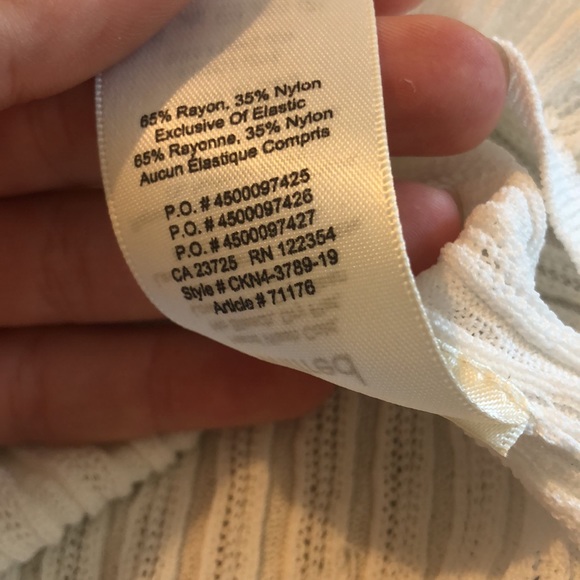 65% Rayon, 35% Nylon
Exclusive Of Elastic
65% Rayonne, 35% Nylon
Aucun Élastique Compris
P.O. # 4500097425
P.O. # 4500097426
P.O. # 4500097427
CA 23725 RN 122354
Style # CKN4-3789-19
Article # 71176